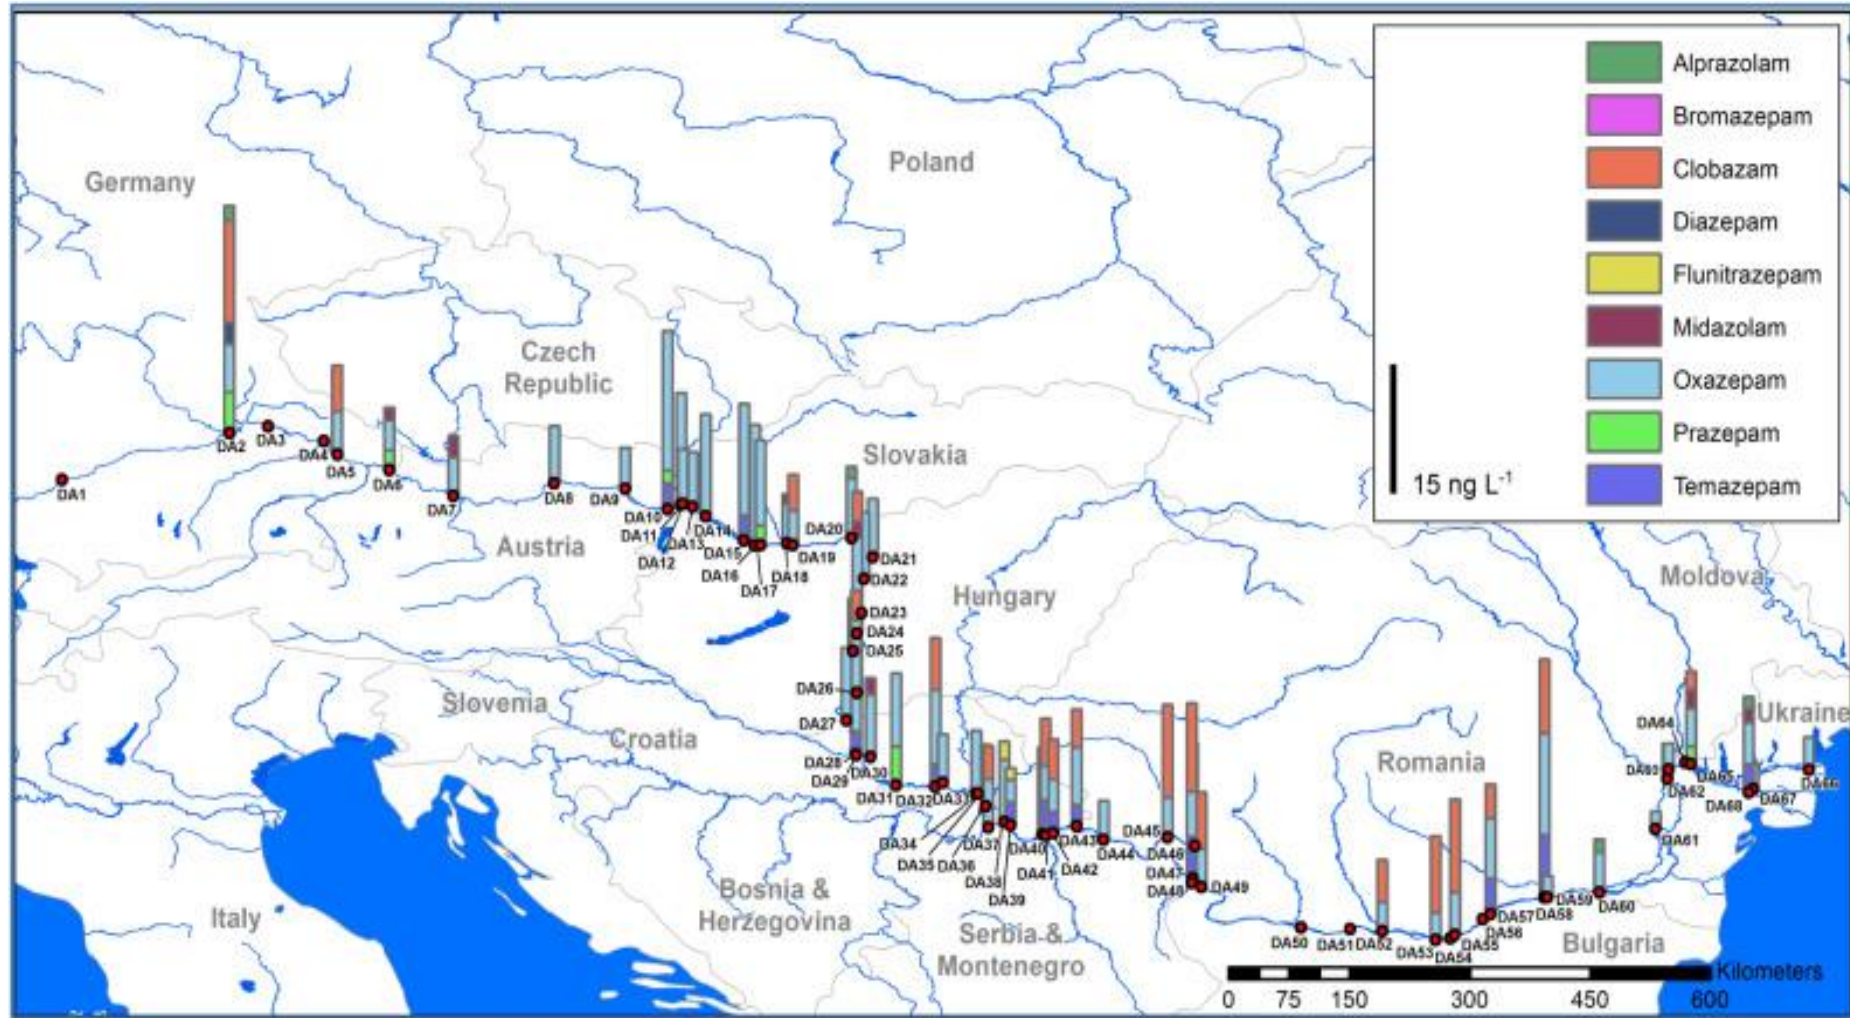 Alprazolam
Bromazepam
Clobazam
Diazepam
Flunitrazepam
Midazolam
Oxazepam
Prazepam
Temazepam
15 ng L-1
Germany
Poland
Czech
Republic
Slovakia
Austria
Hungary
Moldova
Slovenia
Croatia
Ukraine
Romania
Bosnia &
Herzegovina
Italy
Serbia &
Montenegro
Bulgaria
DA1
DA2
DA3
DA4
DA5
DA6
DA7
DA8
DA9
DA10
DA11
DA12
DA13
DA14
DA15
DA16
DA17
DA18
DA19
DA20
DA21
DA22
DA23
DA24
DA25
DA26
DA27
DA28
DA29
DA30
DA31
DA32
DA33
DA34
DA35
DA36
DA37
DA38
DA39
DA40
DA41
DA42
DA43
DA44
DA45
DA46
DA47
DA48
DA49
DA50
DA51
DA52
DA53
DA54
DA55
DA56
DA57
DA58
DA59
DA60
DA61
DA62
DA63
DA64
DA65
DA66
DA67
DA68
Kilometers
0 75 150 300 450 600